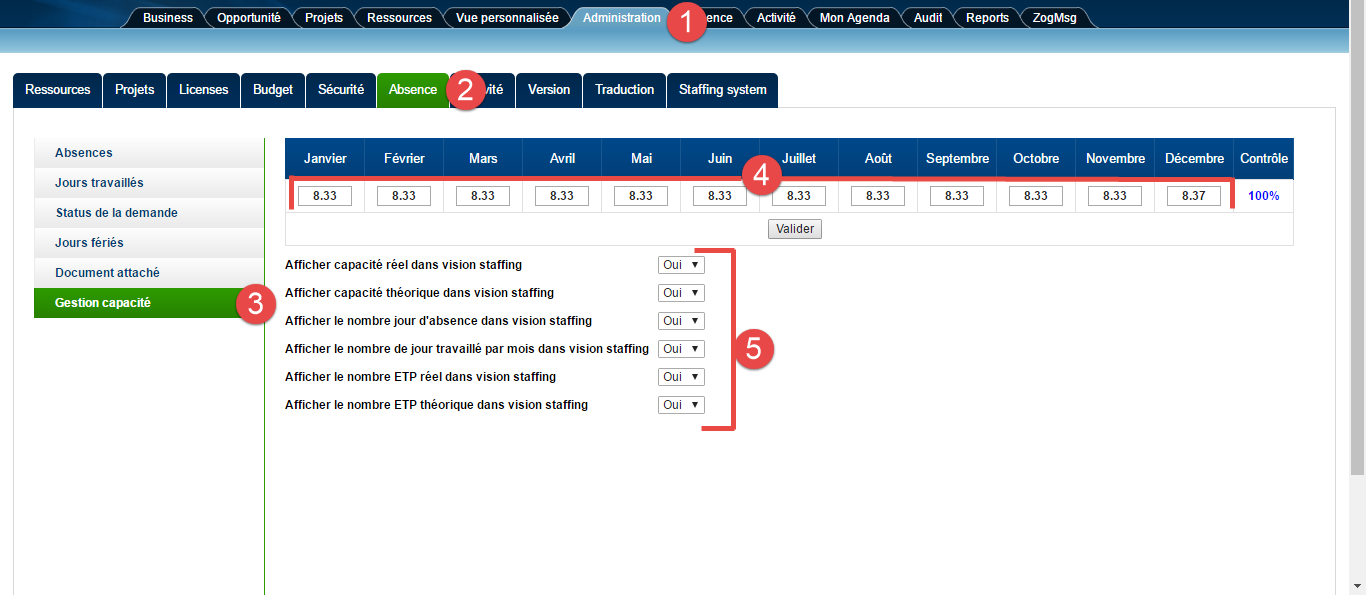 Business Opportunité Projets Ressources Vue personnalisée Administration 1 ence Activité Mon Agenda Audit Reports ZogMsg
Ressources Projets Licenses Budget Sécurité Absence 2 ité Version Traduction Staffing system
Absences
Jours travaillés
Status de la demande
Jours fériés
Document attaché
Gestion capacité 3
Janvier Février Mars Avril Mai Juin Juillet Août Septembre Octobre Novembre Décembre Contrôle
4
8.33 8.33 8.33 8.33 8.33 8.33 8.33 8.33 8.33 8.33 8.33 8.37 100%
Valider
Afficher capacité réel dans vision staffing Oui
Afficher capacité théorique dans vision staffing Oui
Afficher le nombre jour d'absence dans vision staffing Oui
Afficher le nombre de jour travaillé par mois dans vision staffing Oui 5
Afficher le nombre ETP réel dans vision staffing Oui
Afficher le nombre ETP théorique dans vision staffing Oui